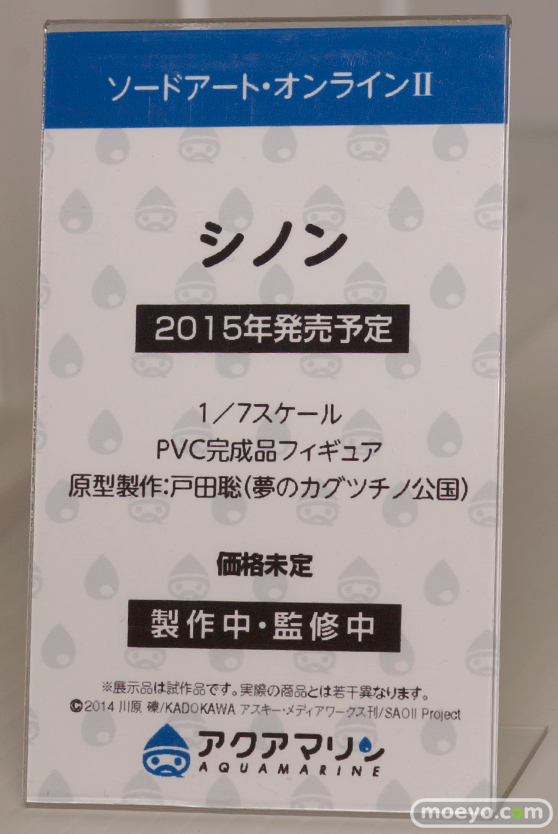 ソードアート・オンラインⅡ
シノン
2015年発売予定
1／7スケール
PVC完成品フィギュア
原型製作:戸田聡(夢のカグツチノ公国)
価格未定
製作中・監修中
※展示品は試作品です。実際の商品とは若干異なります。
©2014 川原 礫/KADOKAWA アスキー・メディアワークス刊/SAOII Project
アクアマリン
AQUAMARINE
moeyo.com